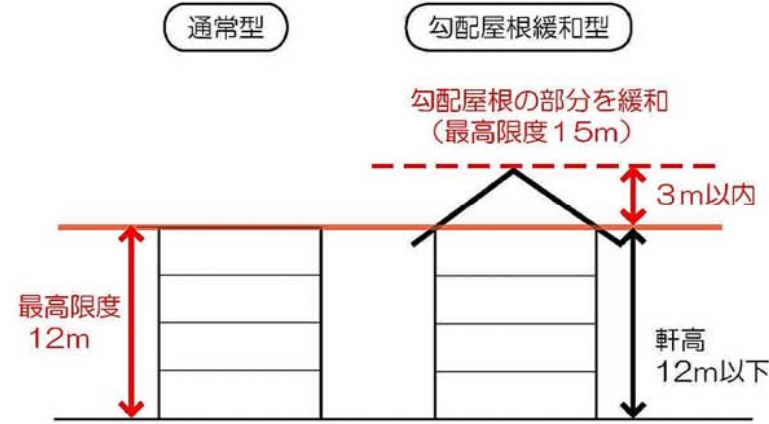 通常型
勾配屋根緩和型
勾配屋根の部分を緩和
（最高限度15m）
3m以内
最高限度
12m
軒高
12m以下